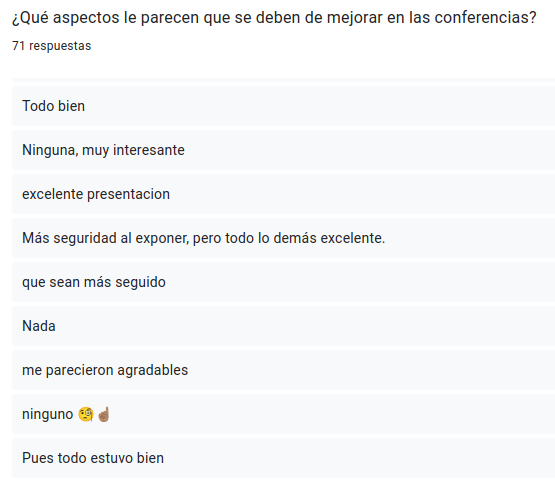 ¿Qué aspectos le parecen que se deben de mejorar en las conferencias?
71 respuestas
Todo bien
Ninguna, muy interesante
excelente presentacion
Más seguridad al exponer, pero todo lo demás excelente.
que sean más seguido
Nada
me parecieron agradables
ninguno 🧐☝🏽
Pues todo estuvo bien